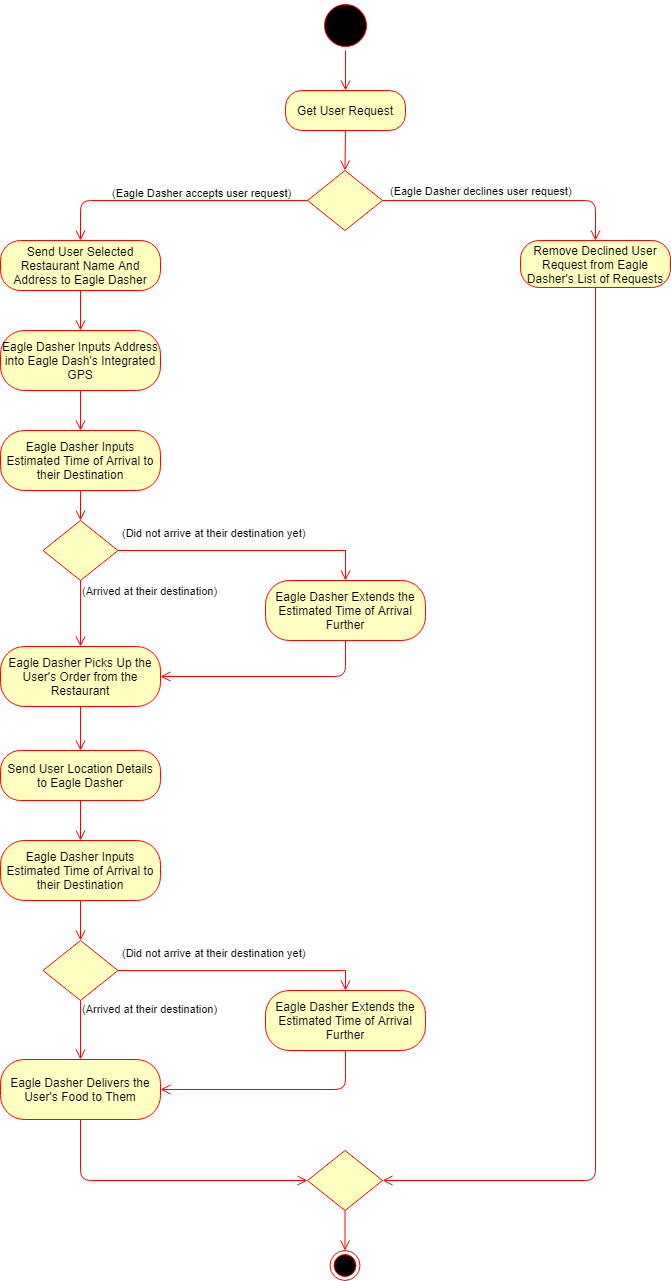 Get User Request
(Eagle Dasher accepts user request)
(Eagle Dasher declines user request)
Send User Selected
Restaurant Name And
Address to Eagle Dasher
Remove Declined User
Request from Eagle
Dasher's List of Requests
Eagle Dasher Inputs Address
into Eagle Dash's Integrated
GPS
Eagle Dasher Inputs
Estimated Time of Arrival to
their Destination
(Did not arrive at their destination yet)
(Arrived at their destination)
Eagle Dasher Extends the
Estimated Time of Arrival
Further
Eagle Dasher Picks Up the
User's Order from the
Restaurant
Send User Location Details
to Eagle Dasher
Eagle Dasher Inputs
Estimated Time of Arrival to
their Destination
(Did not arrive at their destination yet)
(Arrived at their destination)
Eagle Dasher Extends the
Estimated Time of Arrival
Further
Eagle Dasher Delivers the
User's Food to Them